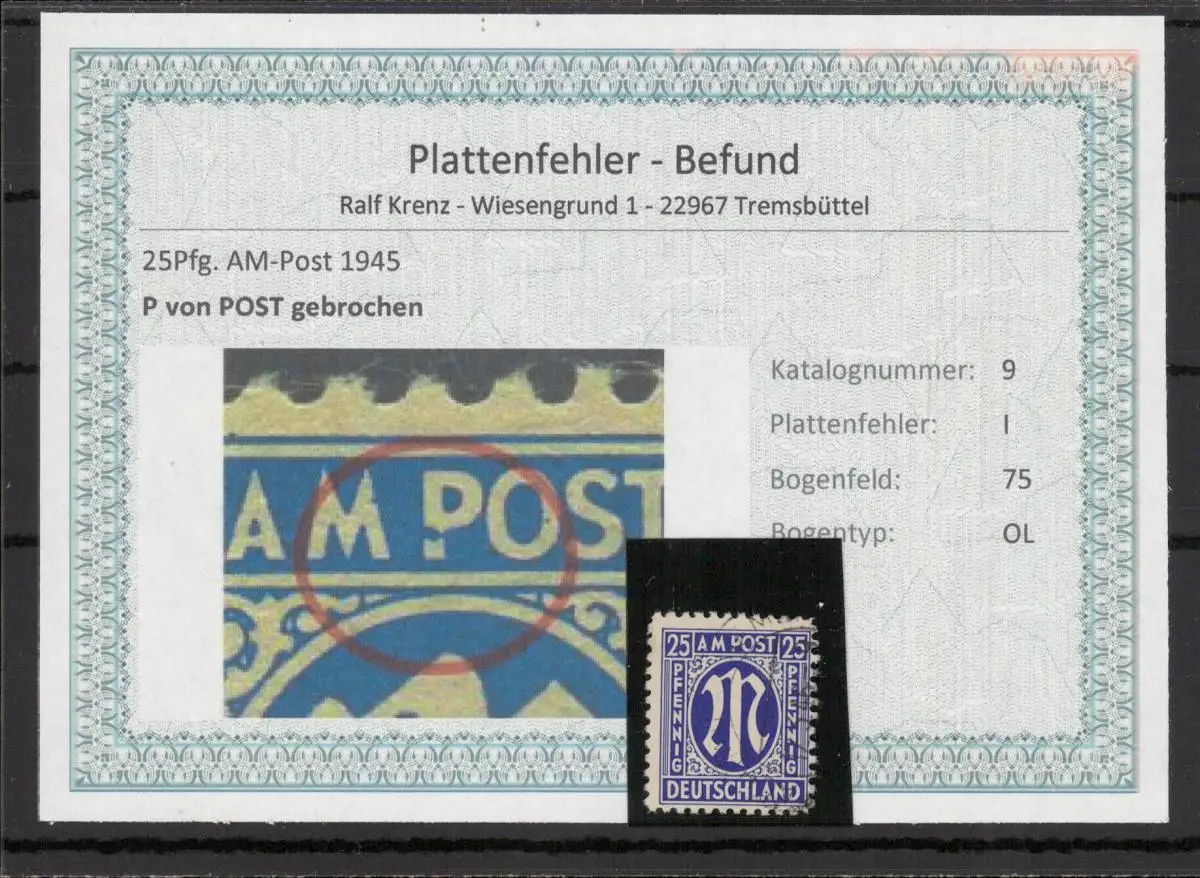 Plattenfehler - Befund
Ralf Krenz - Wiesengrund 1 - 22967 Tremsbüttel
25Pfg. AM-Post 1945
P von POST gebrochen
Katalognummer: 9
Plattenfehler: I
Bogenfeld: 75
Bogentyp: OL
AM POST
25 AM POST 25
PFENNIG
M
PFENNIG
DEUTSCHLAND